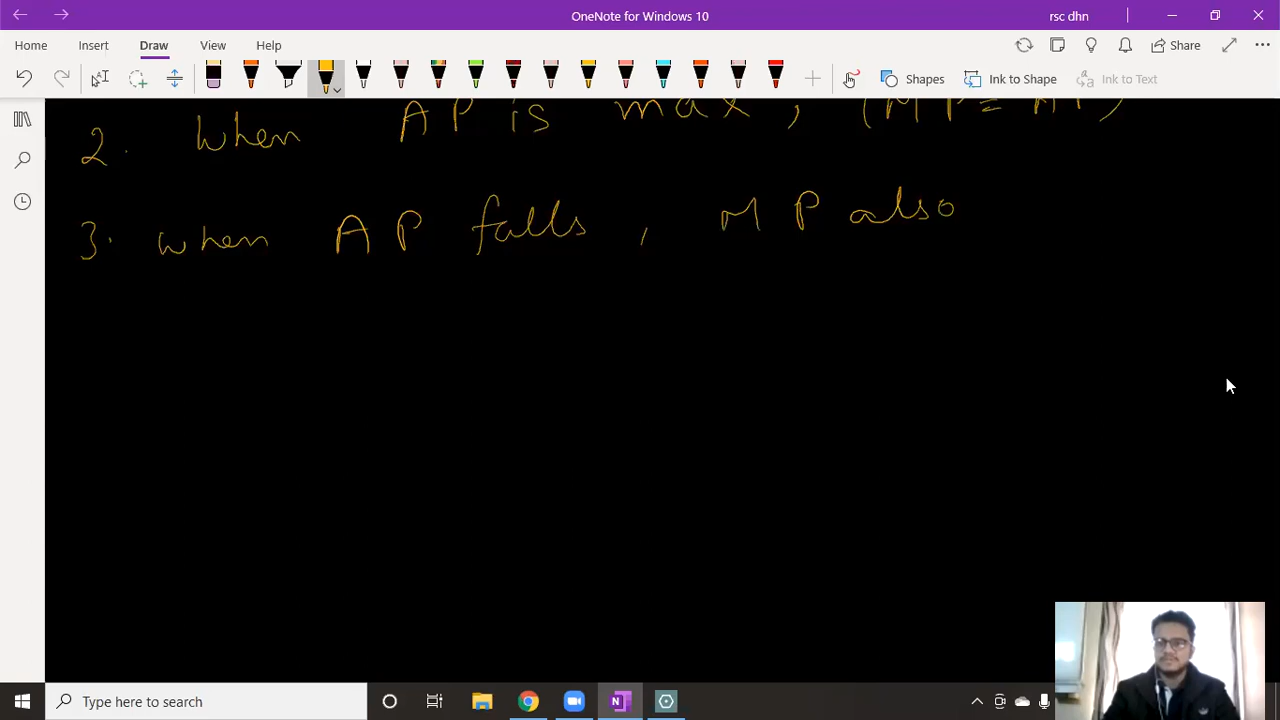 OneNote for Windows 10
rsc dhn
Home Insert Draw View Help
Share
Shapes Ink to Shape Ink to Text
2. When AP is max, (MP = AP)
3. when AP falls, MP also
Type here to search